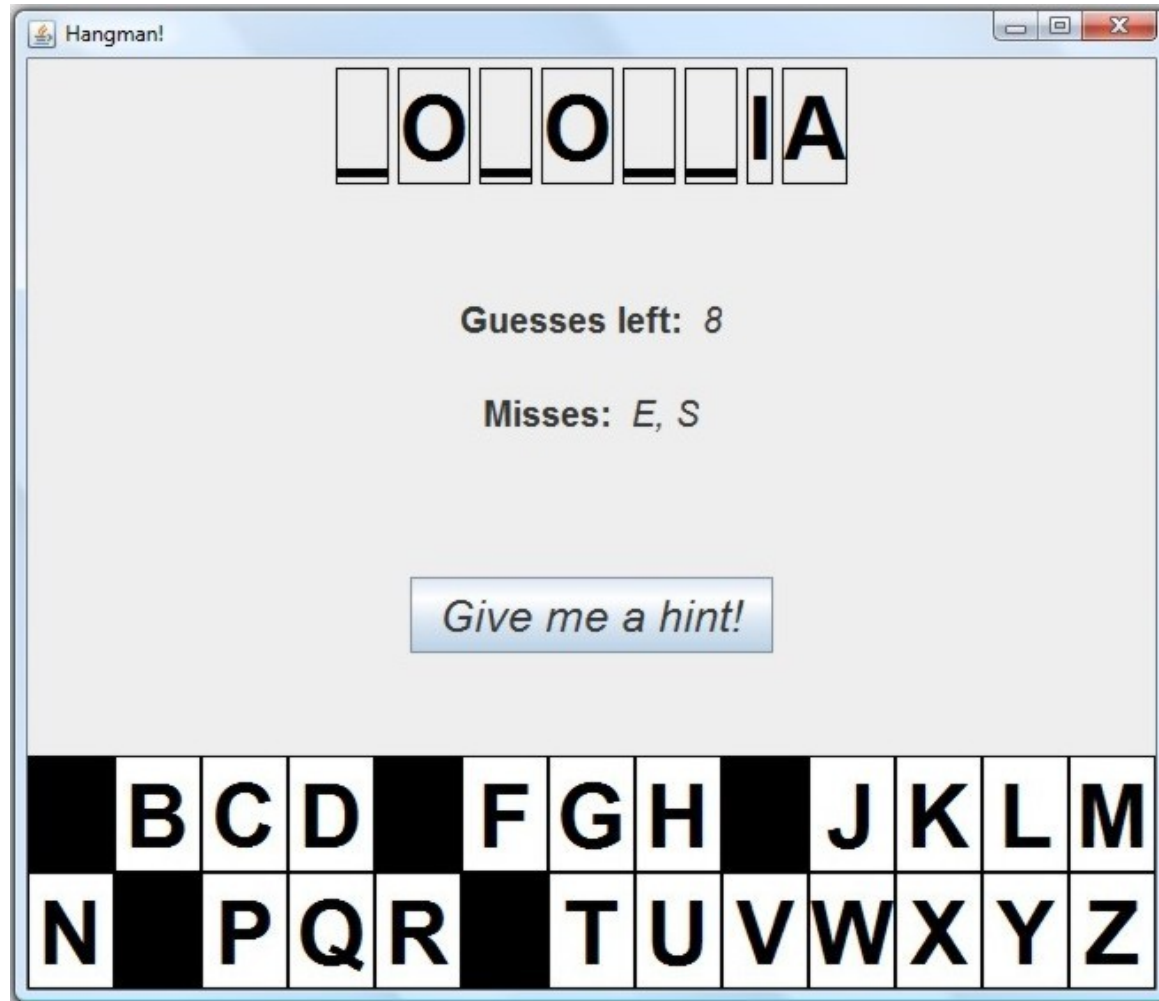 Hangman!
_O_O__IA
Guesses left: 8
Misses: E, S
Give me a hint!
B C D F G H J K L M
N P Q R T U V W X Y Z